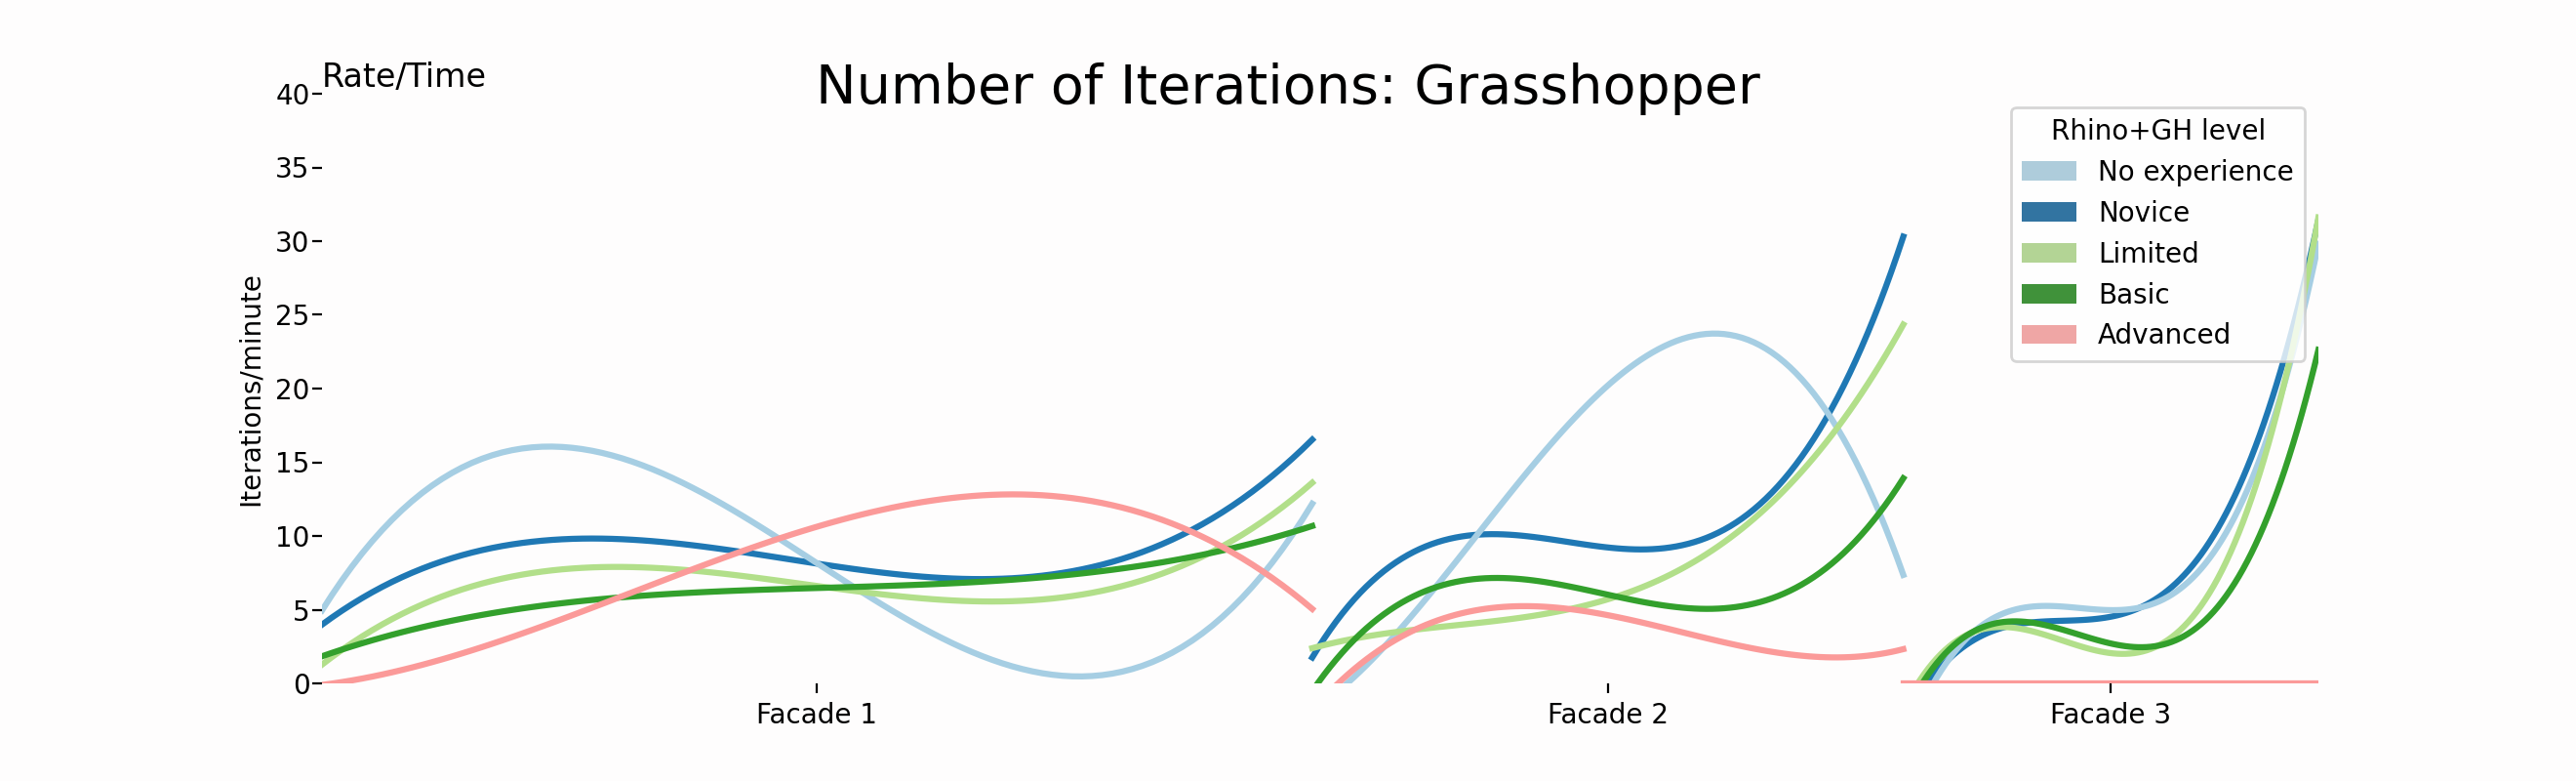 Rate/Time
Number of Iterations: Grasshopper
40
35
30
25
20
15
10
5
0
Iterations/minute
Rhino+GH level
No experience
Novice
Limited
Basic
Advanced
Facade 1
Facade 2
Facade 3